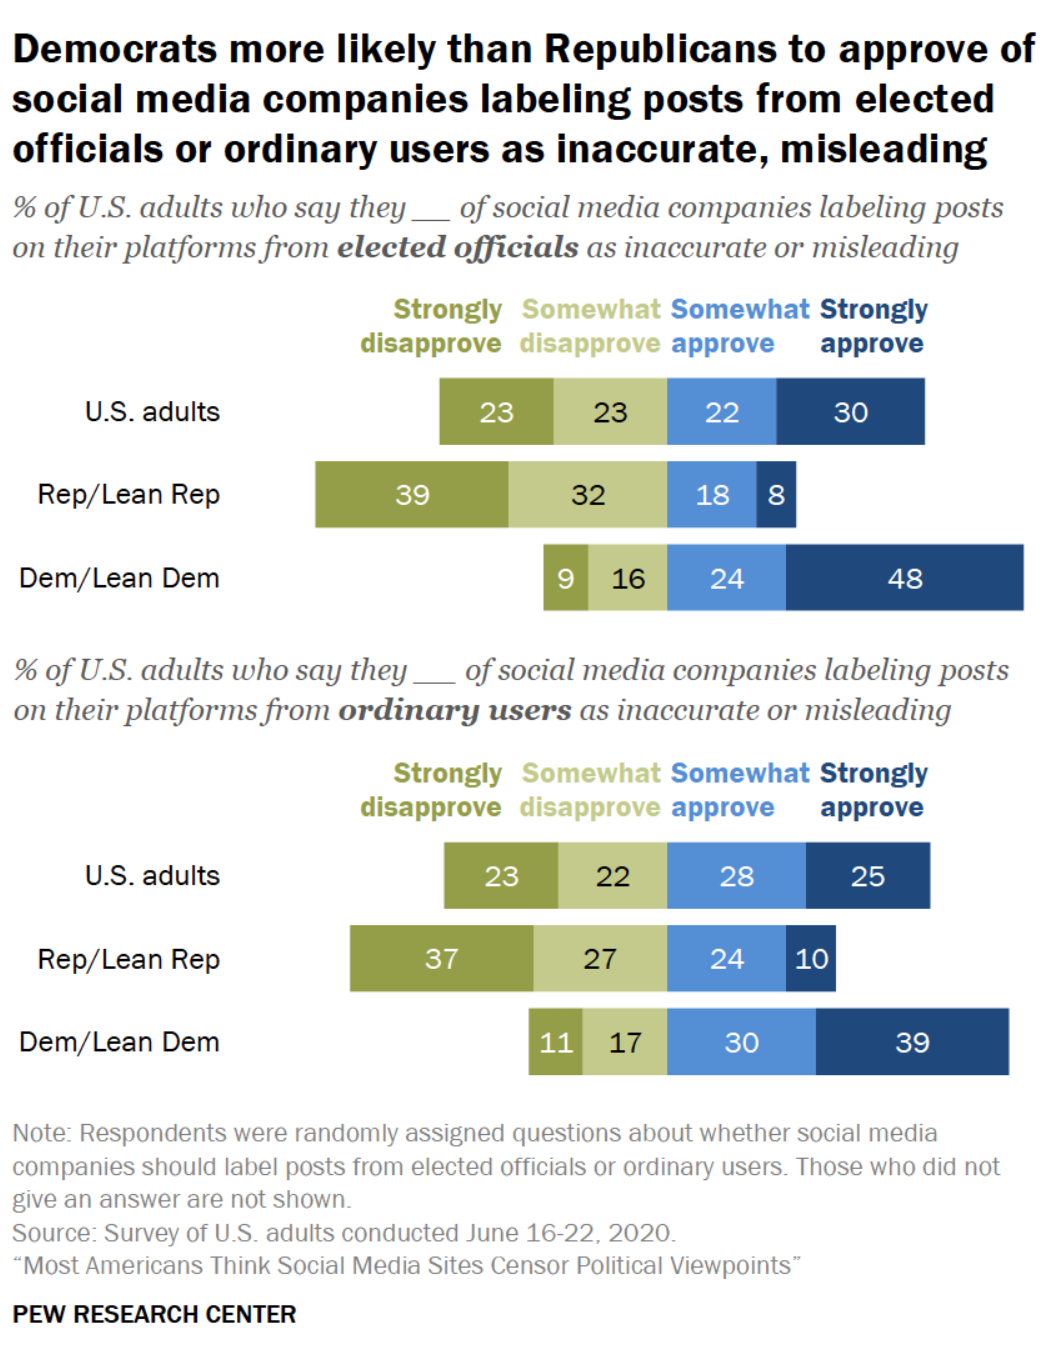 Democrats more likely than Republicans to approve of
social media companies labeling posts from elected
officials or ordinary users as inaccurate, misleading
% of U.S. adults who say they ___ of social media companies labeling posts
on their platforms from elected officials as inaccurate or misleading
Strongly Somewhat Somewhat Strongly
disapprove disapprove approve approve
U.S. adults 23 23 22 30
Rep/Lean Rep 39 32 18 8
Dem/Lean Dem 9 16 24 48
% of U.S. adults who say they ___ of social media companies labeling posts
on their platforms from ordinary users as inaccurate or misleading
Strongly Somewhat Somewhat Strongly
disapprove disapprove approve approve
U.S. adults 23 22 28 25
Rep/Lean Rep 37 27 24 10
Dem/Lean Dem 11 17 30 39
Note: Respondents were randomly assigned questions about whether social media
companies should label posts from elected officials or ordinary users. Those who did not
give an answer are not shown.
Source: Survey of U.S. adults conducted June 16-22, 2020.
“Most Americans Think Social Media Sites Censor Political Viewpoints”
PEW RESEARCH CENTER